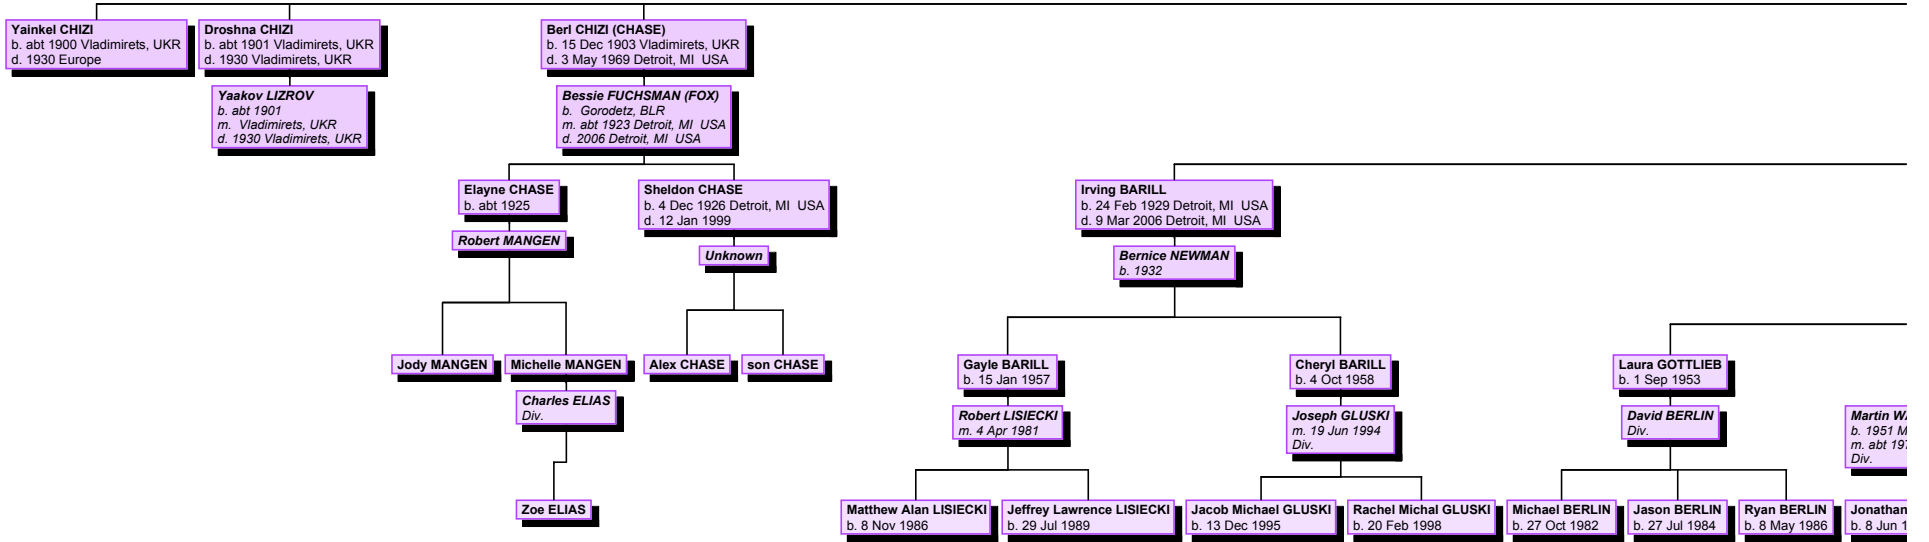 Yainkel CHIZI
b. abt 1900 Vladimirets, UKR
d. 1930 Europe
Droshna CHIZI
b. abt 1901 Vladimirets, UKR
d. 1930 Vladimirets, UKR
Berl CHIZI (CHASE)
b. 15 Dec 1903 Vladimirets, UKR
d. 3 May 1969 Detroit, MI USA
Yaakov LIZROV
b. abt 1901
m. Vladimirets, UKR
d. 1930 Vladimirets, UKR
Bessie FUCHSMAN (FOX)
b. Gorodetz, BLR
m. abt 1923 Detroit, MI USA
d. 2006 Detroit, MI USA
Elayne CHASE
b. abt 1925
Sheldon CHASE
b. 4 Dec 1926 Detroit, MI USA
d. 12 Jan 1999
Irving BARILL
b. 24 Feb 1929 Detroit, MI USA
d. 9 Mar 2006 Detroit, MI USA
Robert MANGEN
Unknown
Bernice NEWMAN
b. 1932
Jody MANGEN
Michelle MANGEN
Alex CHASE
son CHASE
Gayle BARILL
b. 15 Jan 1957
Cheryl BARILL
b. 4 Oct 1958
Laura GOTTLIEB
b. 1 Sep 1953
Charles ELIAS
Div.
Robert LISIECKI
m. 4 Apr 1981
Joseph GLUSKI
m. 19 Jun 1994
Div.
David BERLIN
Div.
Martin
b. 1951
m. abt
Div.
Zoe ELIAS
Matthew Alan LISIECKI
b. 8 Nov 1986
Jeffrey Lawrence LISIECKI
b. 29 Jul 1989
Jacob Michael GLUSKI
b. 13 Dec 1995
Rachel Michal GLUSKI
b. 20 Feb 1998
Michael BERLIN
b. 27 Oct 1982
Jason BERLIN
b. 27 Jul 1984
Ryan BERLIN
b. 8 May 1986
Jonathan
b. 8 Jun